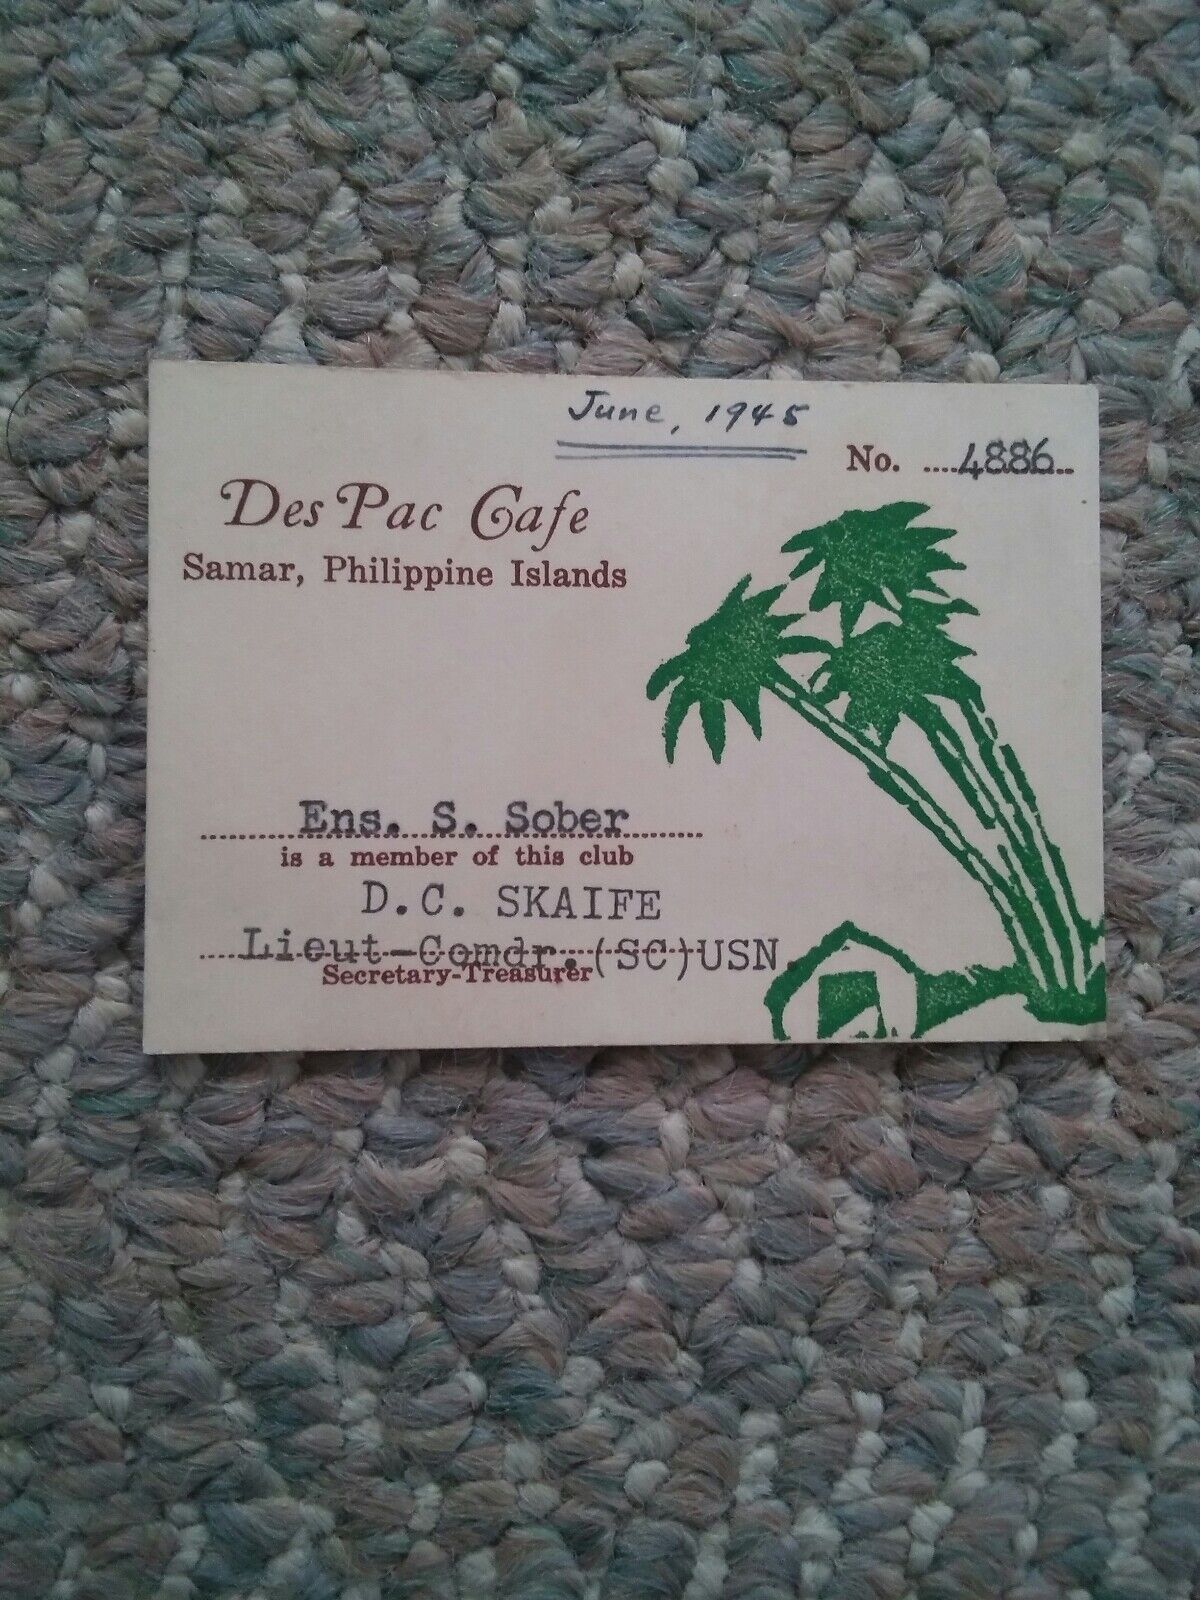 June, 1945
No. 4886
Des Pac Cafe
Samar, Philippine Islands
Ens. S. Sober
is a member of this club
D.C. SKAIFE
Lieut-Comdr.(SC)USN.
Secretary-Treasurer